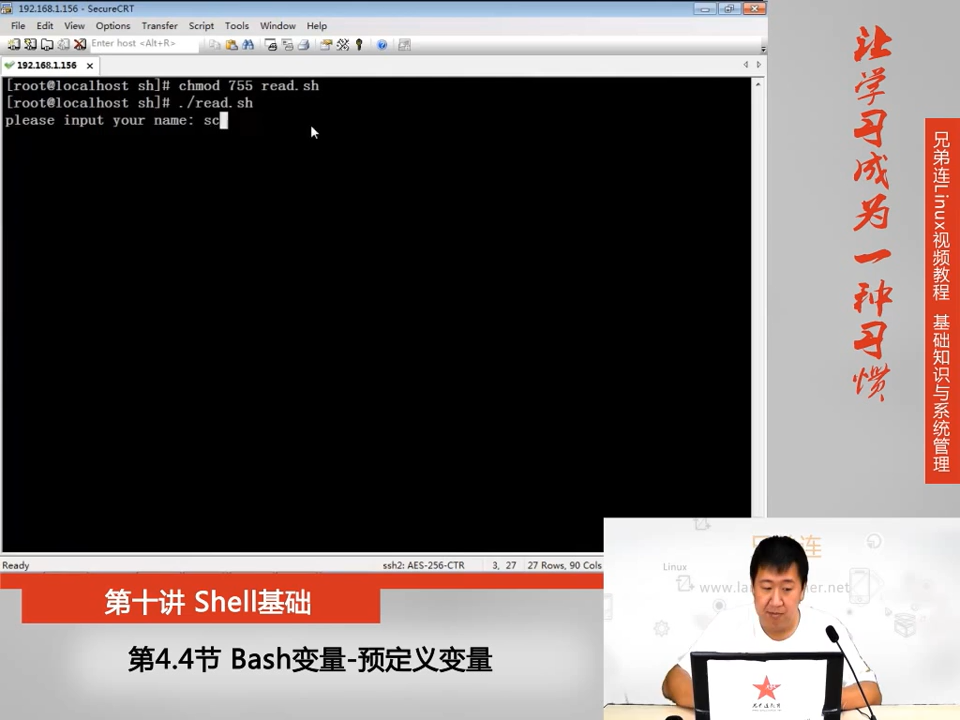 192.168.1.156 - SecureCRT
File Edit View Options Transfer Script Tools Window Help
Enter host <Alt+R>
192.168.1.156
[root@localhost sh]# chmod 755 read.sh
[root@localhost sh]# ./read.sh
please input your name: sc
Ready ssh2: AES-256-CTR 3, 27 27 Rows, 90 Cols
让学习成为一种习惯
兄弟连Linux视频教程 基础知识与系统管理
第十讲 Shell基础
第4.4节 Bash变量-预定义变量
Linux